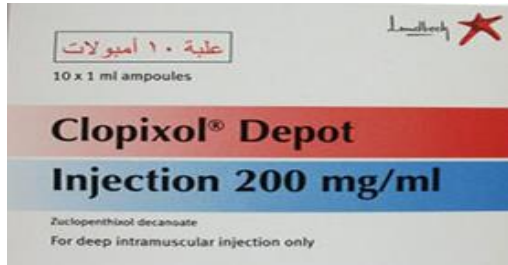 Lundbeck
علبة ١٠ أمبولات
10 x 1 ml ampoules
Clopixol® Depot
Injection 200 mg/ml
Zuclopenthixol decanoate
For deep intramuscular injection only